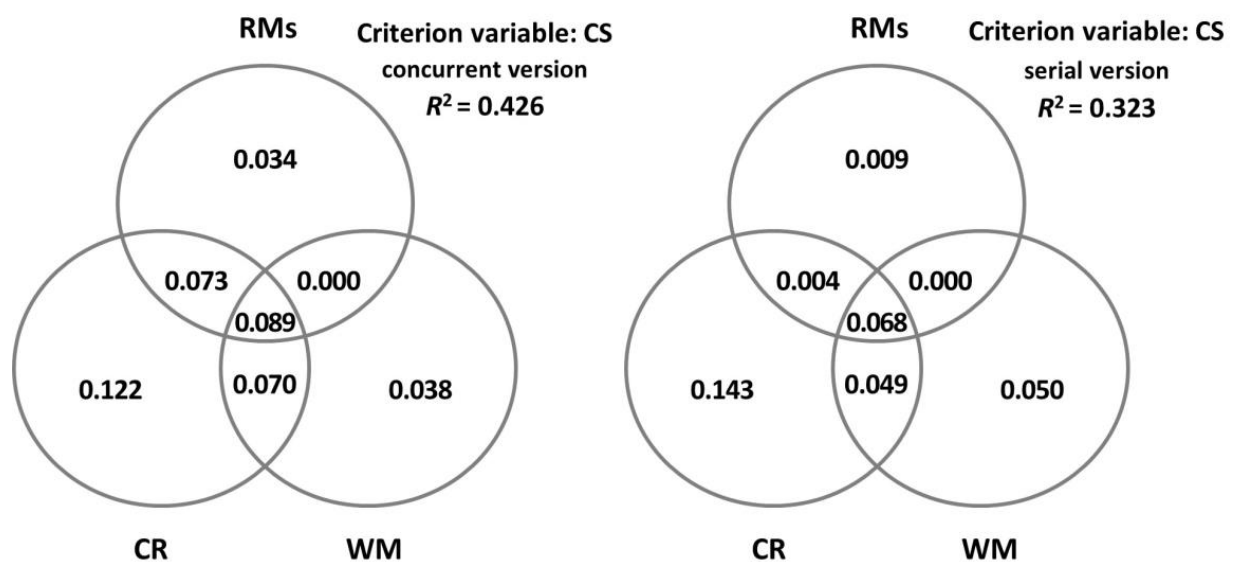 RMs
Criterion variable: CS
concurrent version
R² = 0.426
0.034
0.073
0.000
0.089
0.122
0.070
0.038
CR
WM
RMs
Criterion variable: CS
serial version
R² = 0.323
0.009
0.004
0.000
0.068
0.143
0.049
0.050
CR
WM